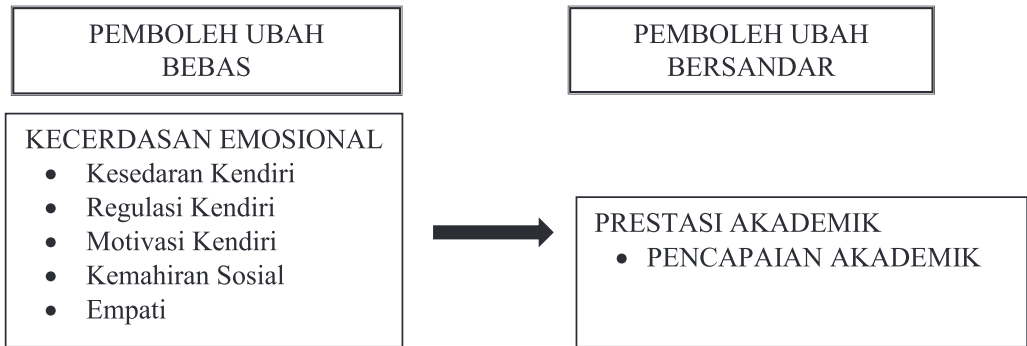 PEMBOLEH UBAH
BEBAS
PEMBOLEH UBAH
BERSANDAR
KECERDASAN EMOSIONAL
• Kesedaran Kendiri
• Regulasi Kendiri
• Motivasi Kendiri
• Kemahiran Sosial
• Empati
PRESTASI AKADEMIK
• PENCAPAIAN AKADEMIK